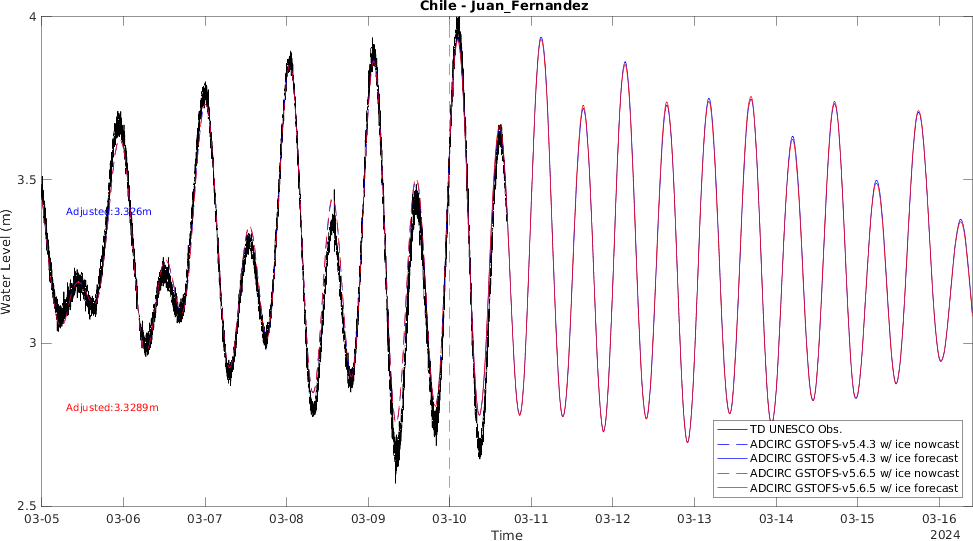 Chile - Juan_Fernandez
4
3.5
3
2.5
Water Level (m)
Adjusted:3.326m
Adjusted:3.3289m
TD UNESCO Obs.
ADCIRC GSTOFS-v5.4.3 w/ ice nowcast
ADCIRC GSTOFS-v5.4.3 w/ ice forecast
ADCIRC GSTOFS-v5.6.5 w/ ice nowcast
ADCIRC GSTOFS-v5.6.5 w/ ice forecast
03-05 03-06 03-07 03-08 03-09 03-10 03-11 03-12 03-13 03-14 03-15 03-16
Time
2024